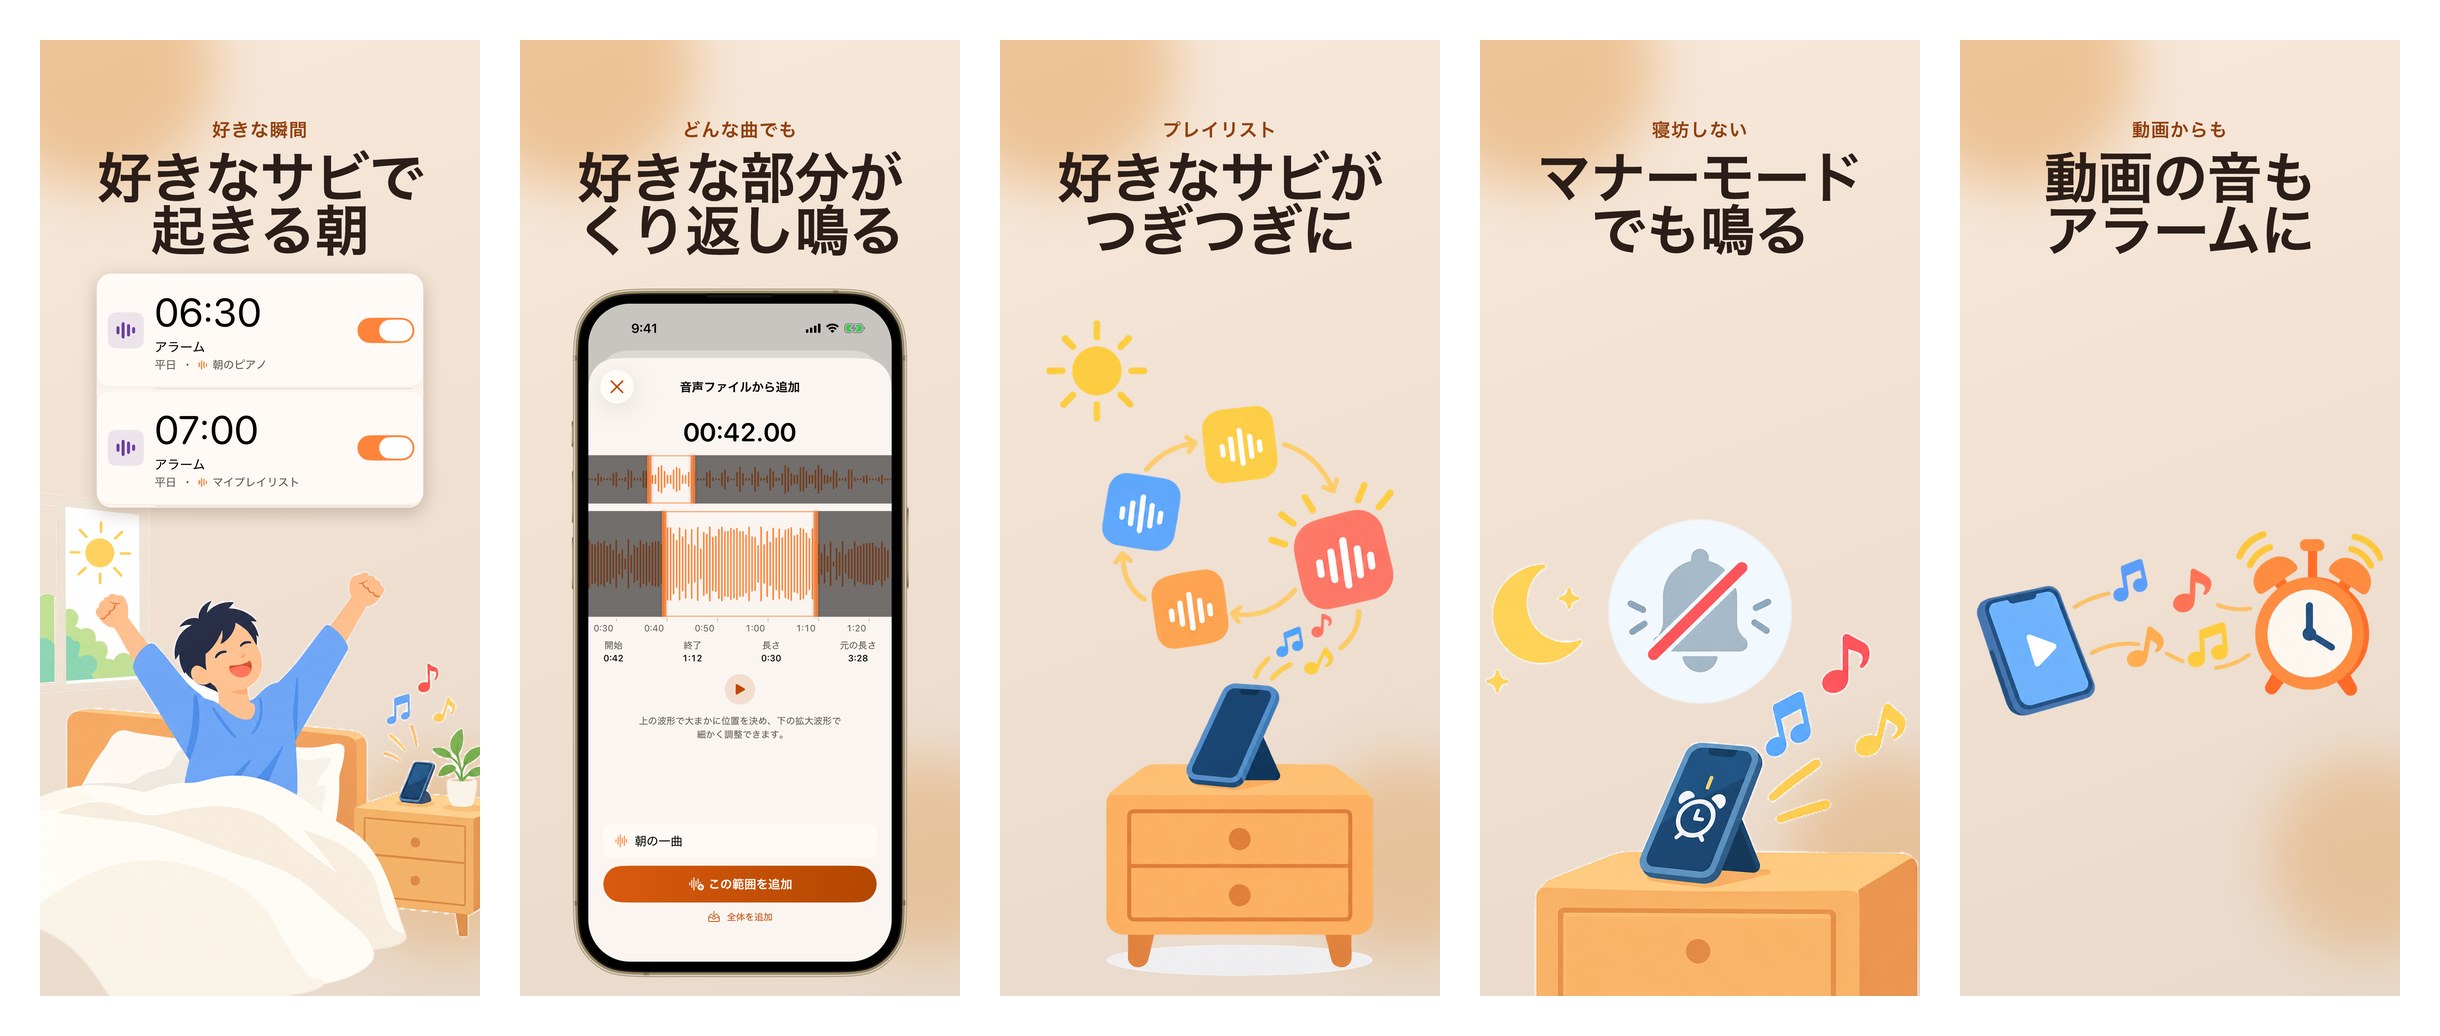 好きな瞬間
好きなサビで
起きる朝
06:30
アラーム
平日 ・ 朝のピアノ
07:00
アラーム
平日 ・ マイプレイリスト
どんな曲でも
好きな部分が
くり返し鳴る
9:41
音声ファイルから追加
00:42.00
0:30 0:40 0:50 1:00 1:10 1:20
開始 終了 長さ 元の長さ
0:42 1:12 0:30 3:28
上の波形で大まかに位置を決め、下の拡大波形で
細かく調整できます。
朝の一曲
この範囲を追加
全体を追加
プレイリスト
好きなサビが
つぎつぎに
寝坊しない
マナーモード
でも鳴る
動画からも
動画の音も
アラームに